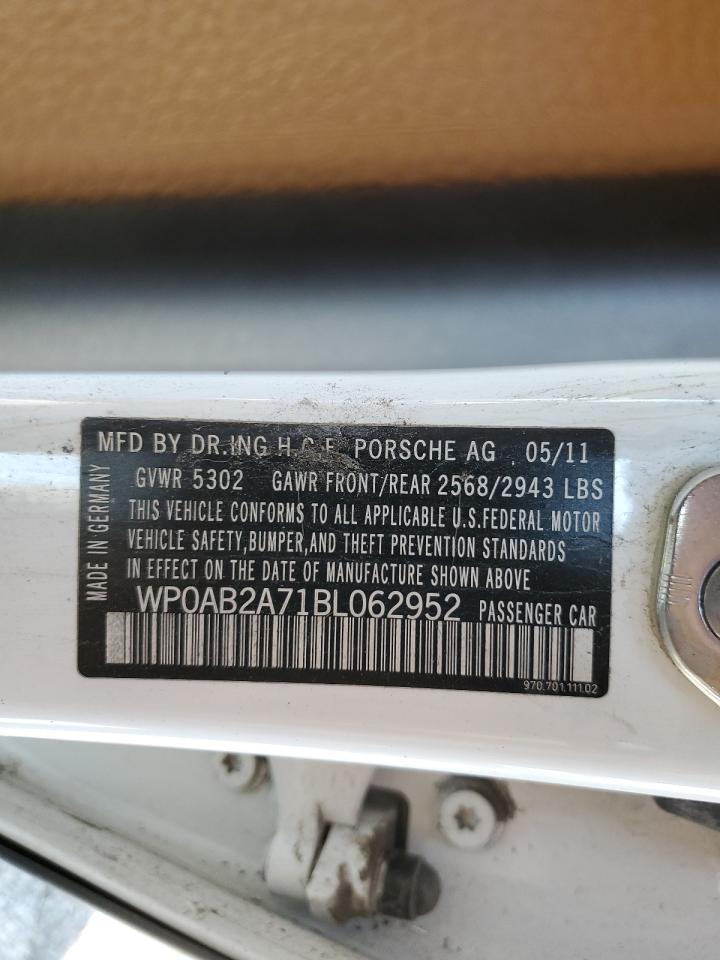 MFD BY DR.ING H.C.F. PORSCHE AG 05/11
GVWR 5302 GAWR FRONT/REAR 2568/2943 LBS
THIS VEHICLE CONFORMS TO ALL APPLICABLE U.S.FEDERAL MOTOR
VEHICLE SAFETY,BUMPER,AND THEFT PREVENTION STANDARDS
IN EFFECT ON THE DATE OF MANUFACTURE SHOWN ABOVE
WP0AB2A71BL062952 PASSENGER CAR
970.701.111.02
MADE IN GERMANY